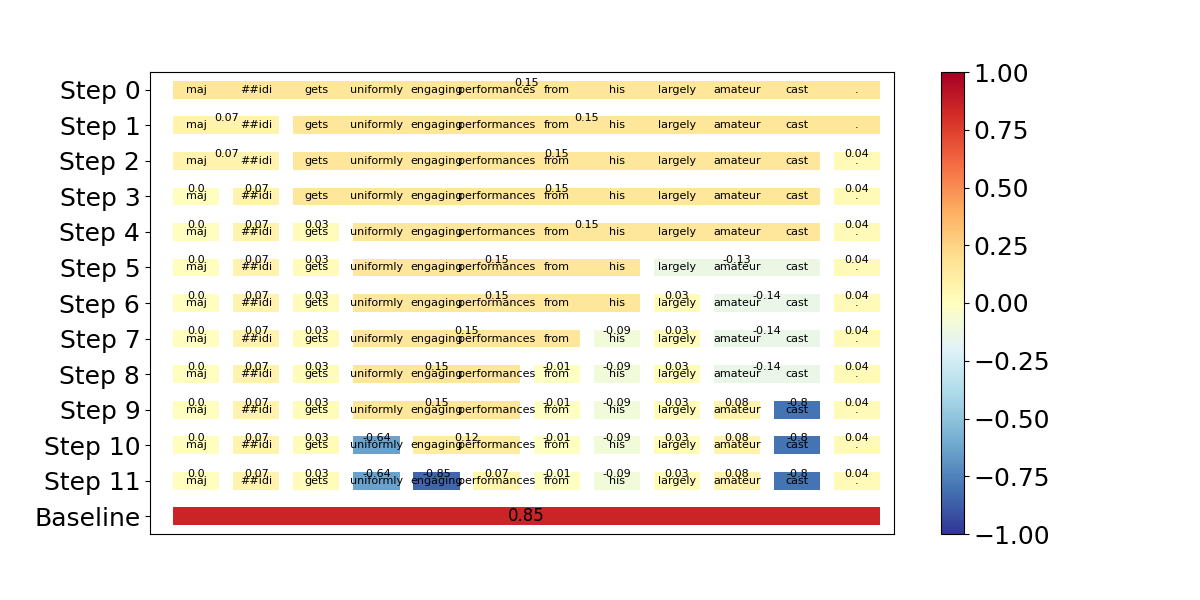 1.00
0.15
Step 0 maj ##idi gets uniformly engaging performances from his largely amateur cast .
0.07 0.15
Step 1 maj ##idi gets uniformly engaging performances from his largely amateur cast .
0.75
0.07 0.15 0.04
Step 2 maj ##idi gets uniformly engaging performances from his largely amateur cast .
0.0 0.07 0.15 0.04
Step 3 maj ##idi gets uniformly engaging performances from his largely amateur cast .
0.50
0.0 0.07 0.03 0.15 0.04
Step 4 maj ##idi gets uniformly engaging performances from his largely amateur cast .
0.25
0.0 0.07 0.03 0.15 -0.13 0.04
Step 5 maj ##idi gets uniformly engaging performances from his largely amateur cast .
0.0 0.07 0.03 0.15 0.03 -0.14 0.04
Step 6 maj ##idi gets uniformly engaging performances from his largely amateur cast .
0.00
0.0 0.07 0.03 0.15 -0.09 0.03 -0.14 0.04
Step 7 maj ##idi gets uniformly engaging performances from his largely amateur cast .
−0.25
0.0 0.07 0.03 0.15 -0.01 -0.09 0.03 -0.14 0.04
Step 8 maj ##idi gets uniformly engaging performances from his largely amateur cast .
0.0 0.07 0.03 0.15 -0.01 -0.09 0.03 0.08 -0.8 0.04
Step 9 maj ##idi gets uniformly engaging performances from his largely amateur cast .
−0.50
0.0 0.07 0.03 -0.64 0.12 -0.01 -0.09 0.03 0.08 -0.8 0.04
Step 10 maj ##idi gets uniformly engaging performances from his largely amateur cast .
−0.75
0.0 0.07 0.03 -0.64 -0.85 0.07 -0.01 -0.09 0.03 0.08 -0.8 0.04
Step 11 maj ##idi gets uniformly engaging performances from his largely amateur cast .
Baseline 0.85
−1.00